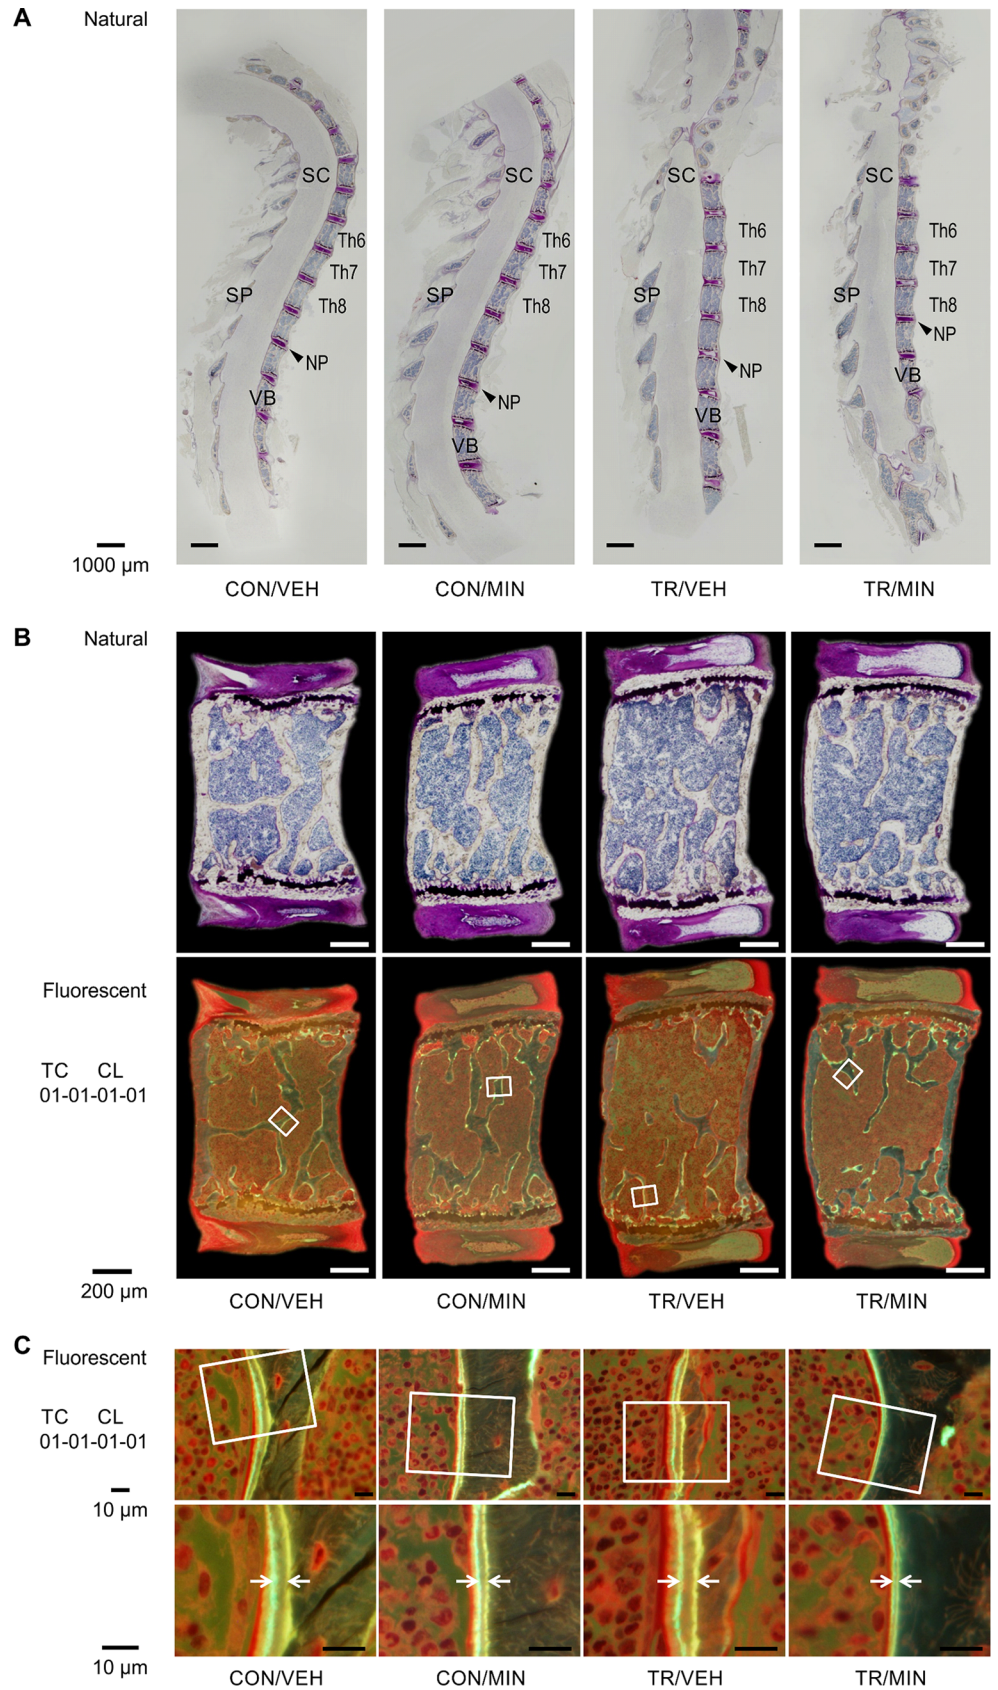 A
Natural
SC
SC
SC
SC
Th6
Th6
Th6
Th6
Th7
Th7
Th7
Th7
SP
SP
SP
SP
Th8
Th8
Th8
Th8
NP
NP
NP
NP
VB
VB
VB
VB
1000 µm
CON/VEH
CON/MIN
TR/VEH
TR/MIN
B
Natural
Fluorescent
TC CL
01-01-01-01
200 µm
CON/VEH
CON/MIN
TR/VEH
TR/MIN
C
Fluorescent
TC CL
01-01-01-01
10 µm
10 µm
CON/VEH
CON/MIN
TR/VEH
TR/MIN